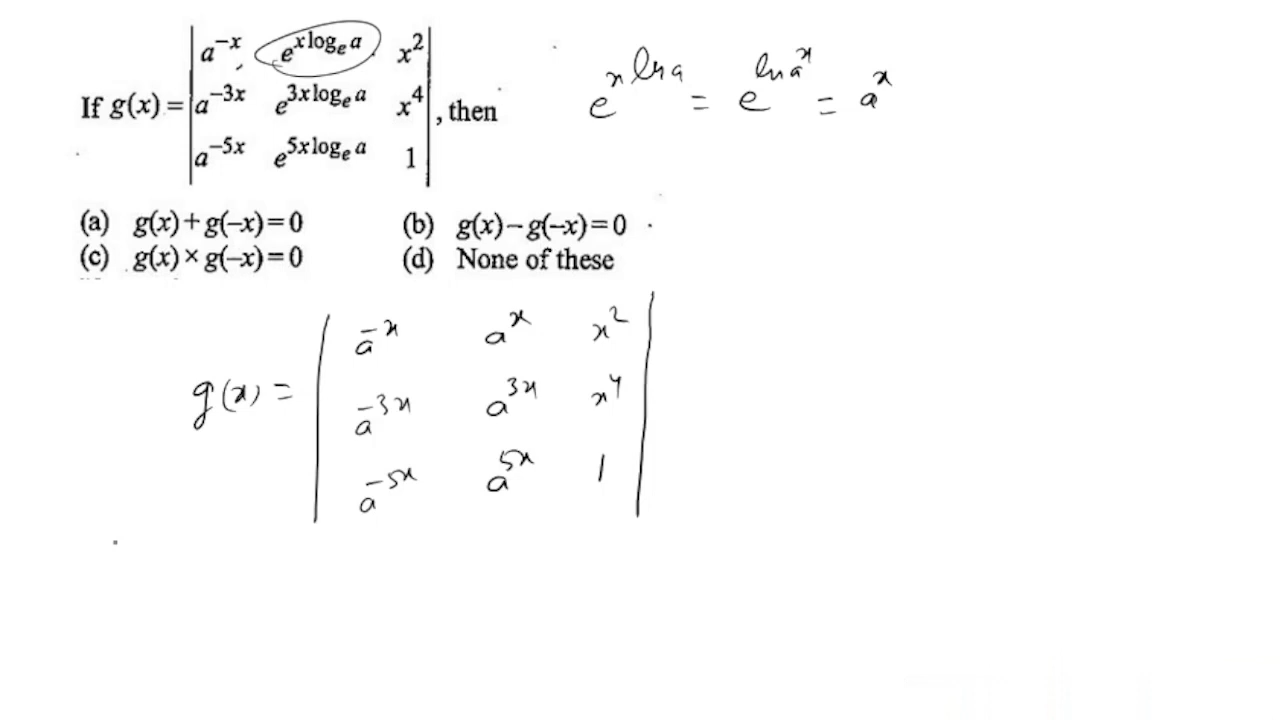 If g(x) = | a^{-x} e^{x log_e a} x^2 |
| a^{-3x} e^{3x log_e a} x^4 | , then
| a^{-5x} e^{5x log_e a} 1 |
e^{x ln a} = e^{ln a^x} = a^x
(a) g(x)+g(–x)=0 (b) g(x)–g(–x)=0
(c) g(x)×g(–x)=0 (d) None of these
g(x) = | a^{-x} a^x x^2 |
| a^{-3x} a^{3x} x^4 |
| a^{-5x} a^{5x} 1 |